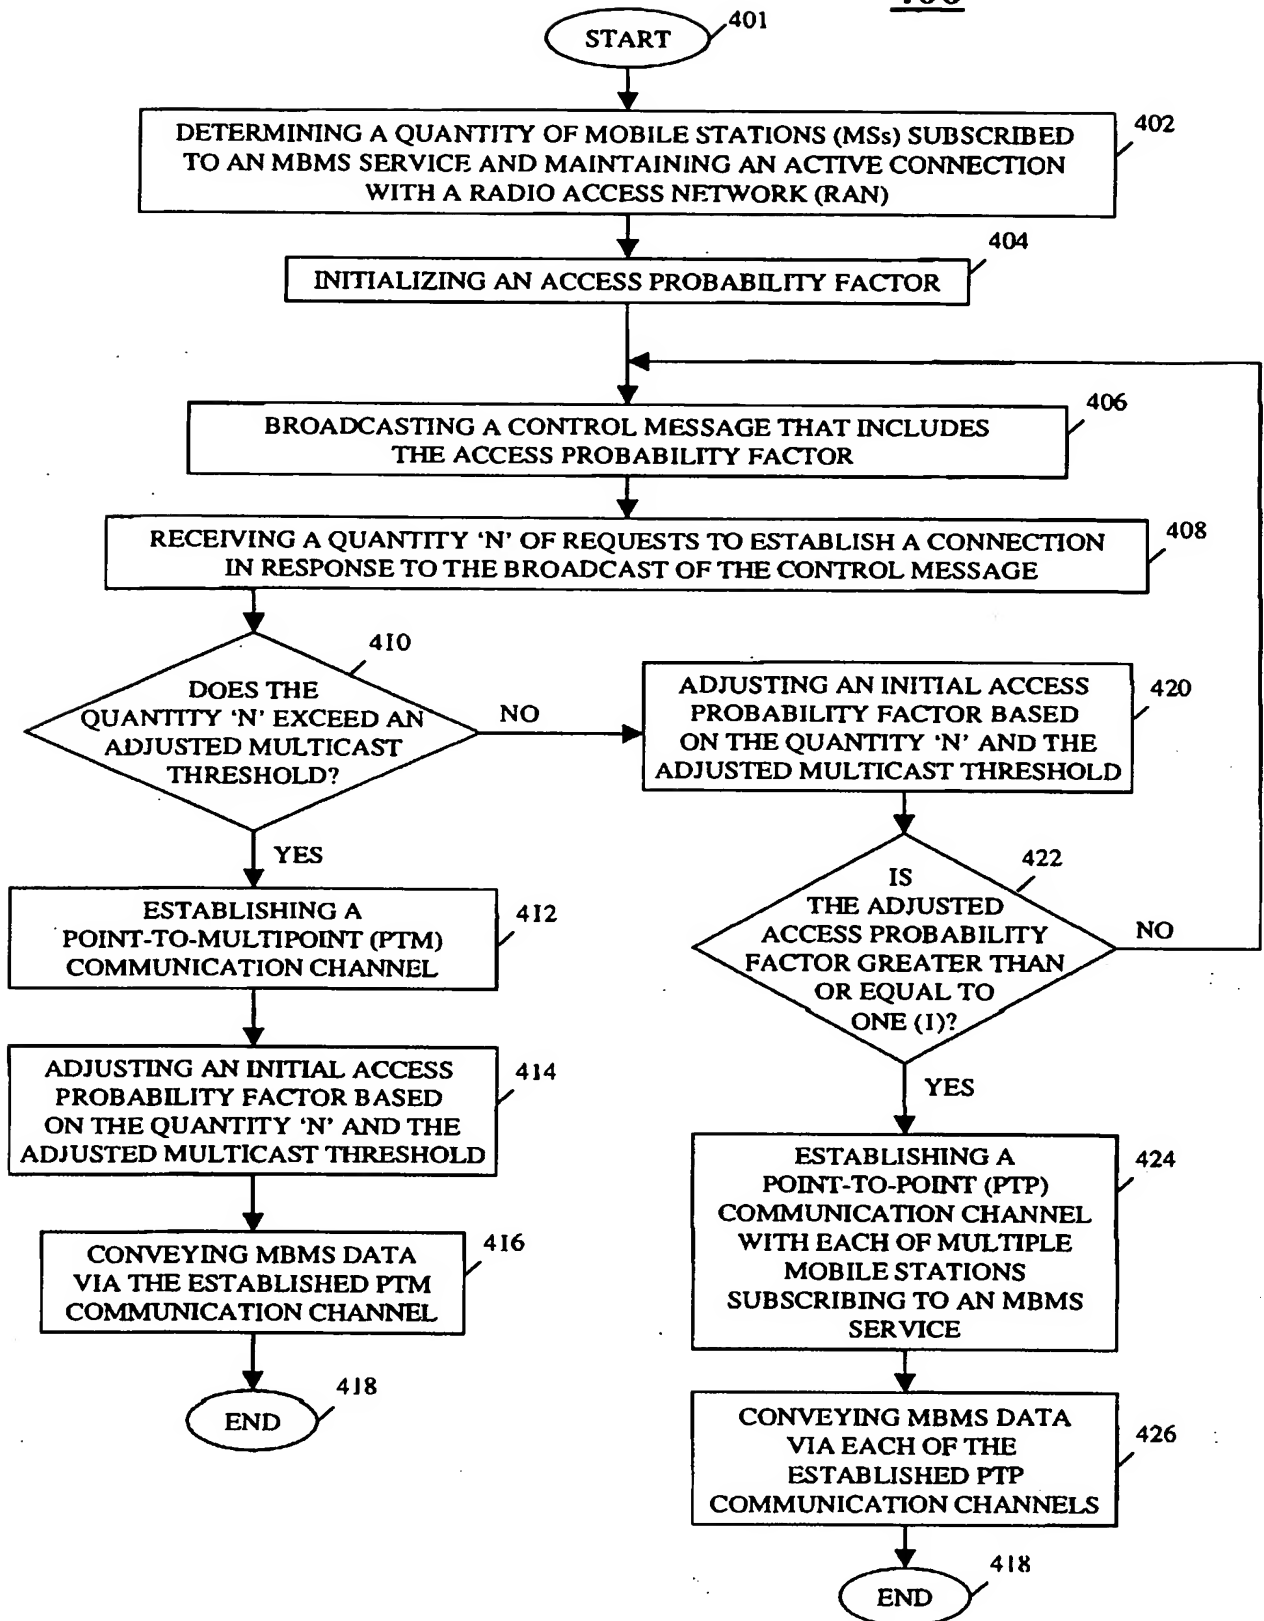 401
START
402
DETERMINING A QUANTITY OF MOBILE STATIONS (MSs) SUBSCRIBED
TO AN MBMS SERVICE AND MAINTAINING AN ACTIVE CONNECTION
WITH A RADIO ACCESS NETWORK (RAN)
404
INITIALIZING AN ACCESS PROBABILITY FACTOR
406
BROADCASTING A CONTROL MESSAGE THAT INCLUDES
THE ACCESS PROBABILITY FACTOR
408
RECEIVING A QUANTITY ‘N’ OF REQUESTS TO ESTABLISH A CONNECTION
IN RESPONSE TO THE BROADCAST OF THE CONTROL MESSAGE
410
DOES THE
QUANTITY ‘N’ EXCEED AN
ADJUSTED MULTICAST
THRESHOLD?
NO
YES
420
ADJUSTING AN INITIAL ACCESS
PROBABILITY FACTOR BASED
ON THE QUANTITY ‘N’ AND THE
ADJUSTED MULTICAST THRESHOLD
422
IS
THE ADJUSTED
ACCESS PROBABILITY
FACTOR GREATER THAN
OR EQUAL TO
ONE (1)?
NO
YES
412
ESTABLISHING A
POINT-TO-MULTIPOINT (PTM)
COMMUNICATION CHANNEL
414
ADJUSTING AN INITIAL ACCESS
PROBABILITY FACTOR BASED
ON THE QUANTITY ‘N’ AND THE
ADJUSTED MULTICAST THRESHOLD
416
CONVEYING MBMS DATA
VIA THE ESTABLISHED PTM
COMMUNICATION CHANNEL
418
END
424
ESTABLISHING A
POINT-TO-POINT (PTP)
COMMUNICATION CHANNEL
WITH EACH OF MULTIPLE
MOBILE STATIONS
SUBSCRIBING TO AN MBMS
SERVICE
426
CONVEYING MBMS DATA
VIA EACH OF THE
ESTABLISHED PTP
COMMUNICATION CHANNELS
418
END